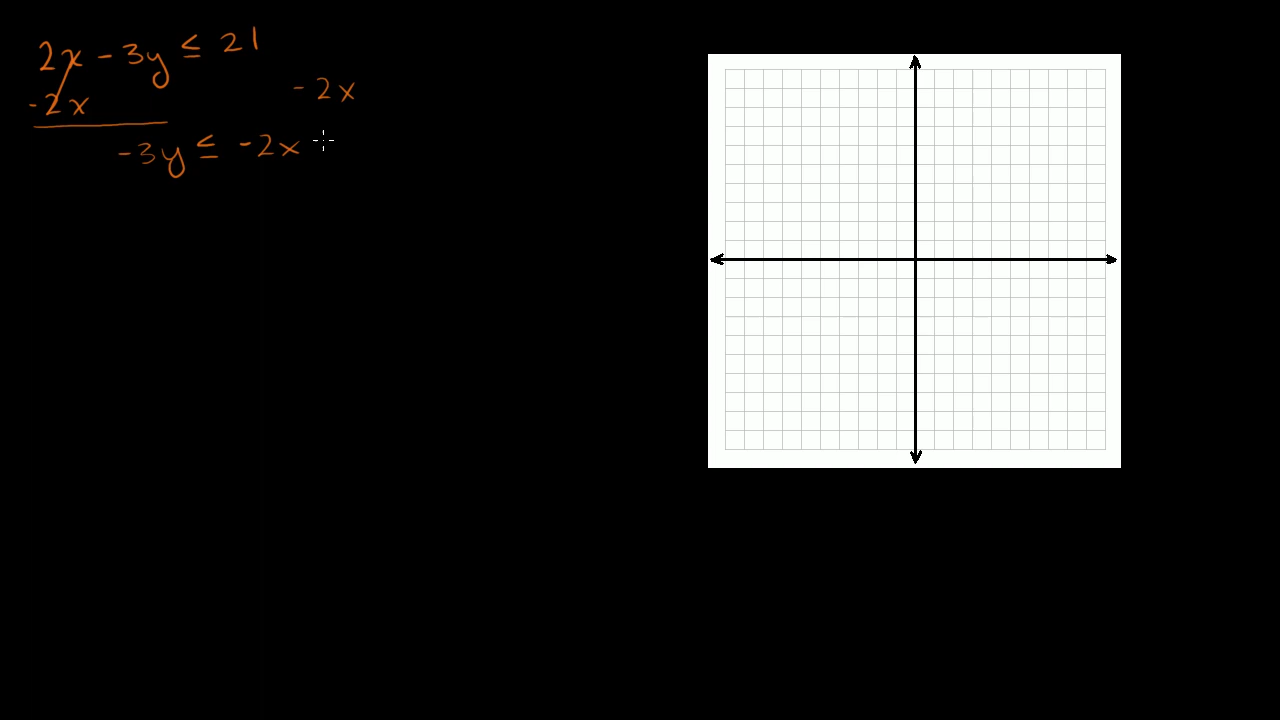 2x - 3y ≤ 21
-2x - 2x
-3y ≤ -2x